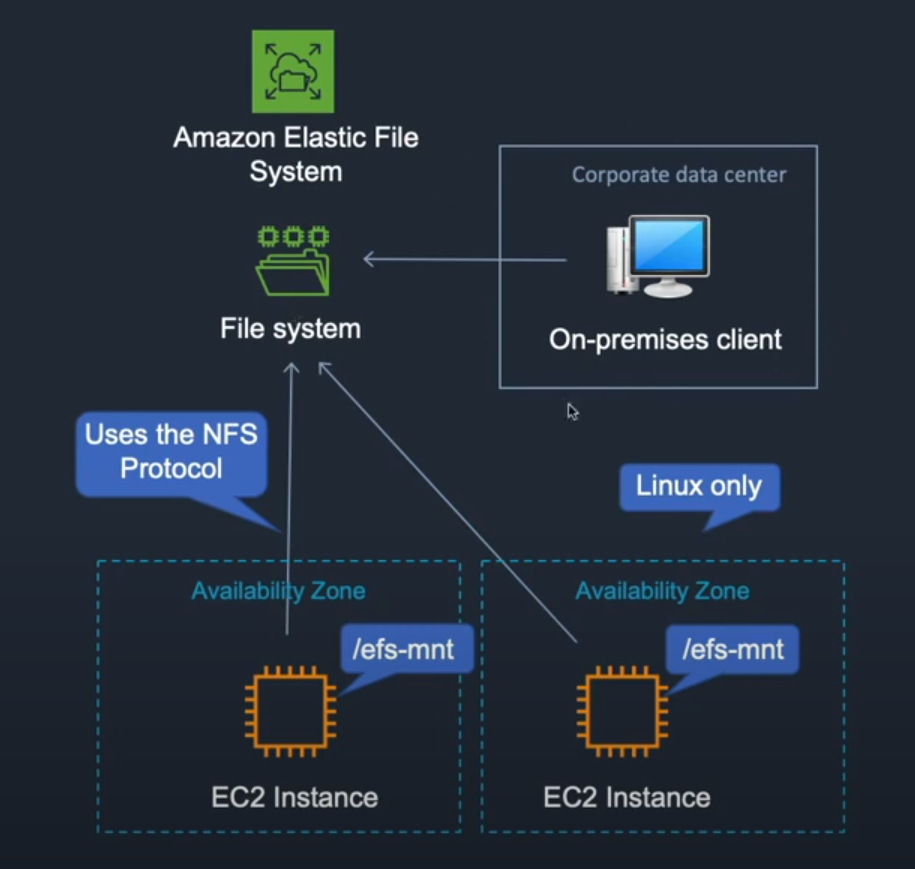 Amazon Elastic File
System
Corporate data center
File system
On-premises client
Uses the NFS
Protocol
Linux only
Availability Zone
Availability Zone
/efs-mnt
/efs-mnt
EC2 Instance
EC2 Instance